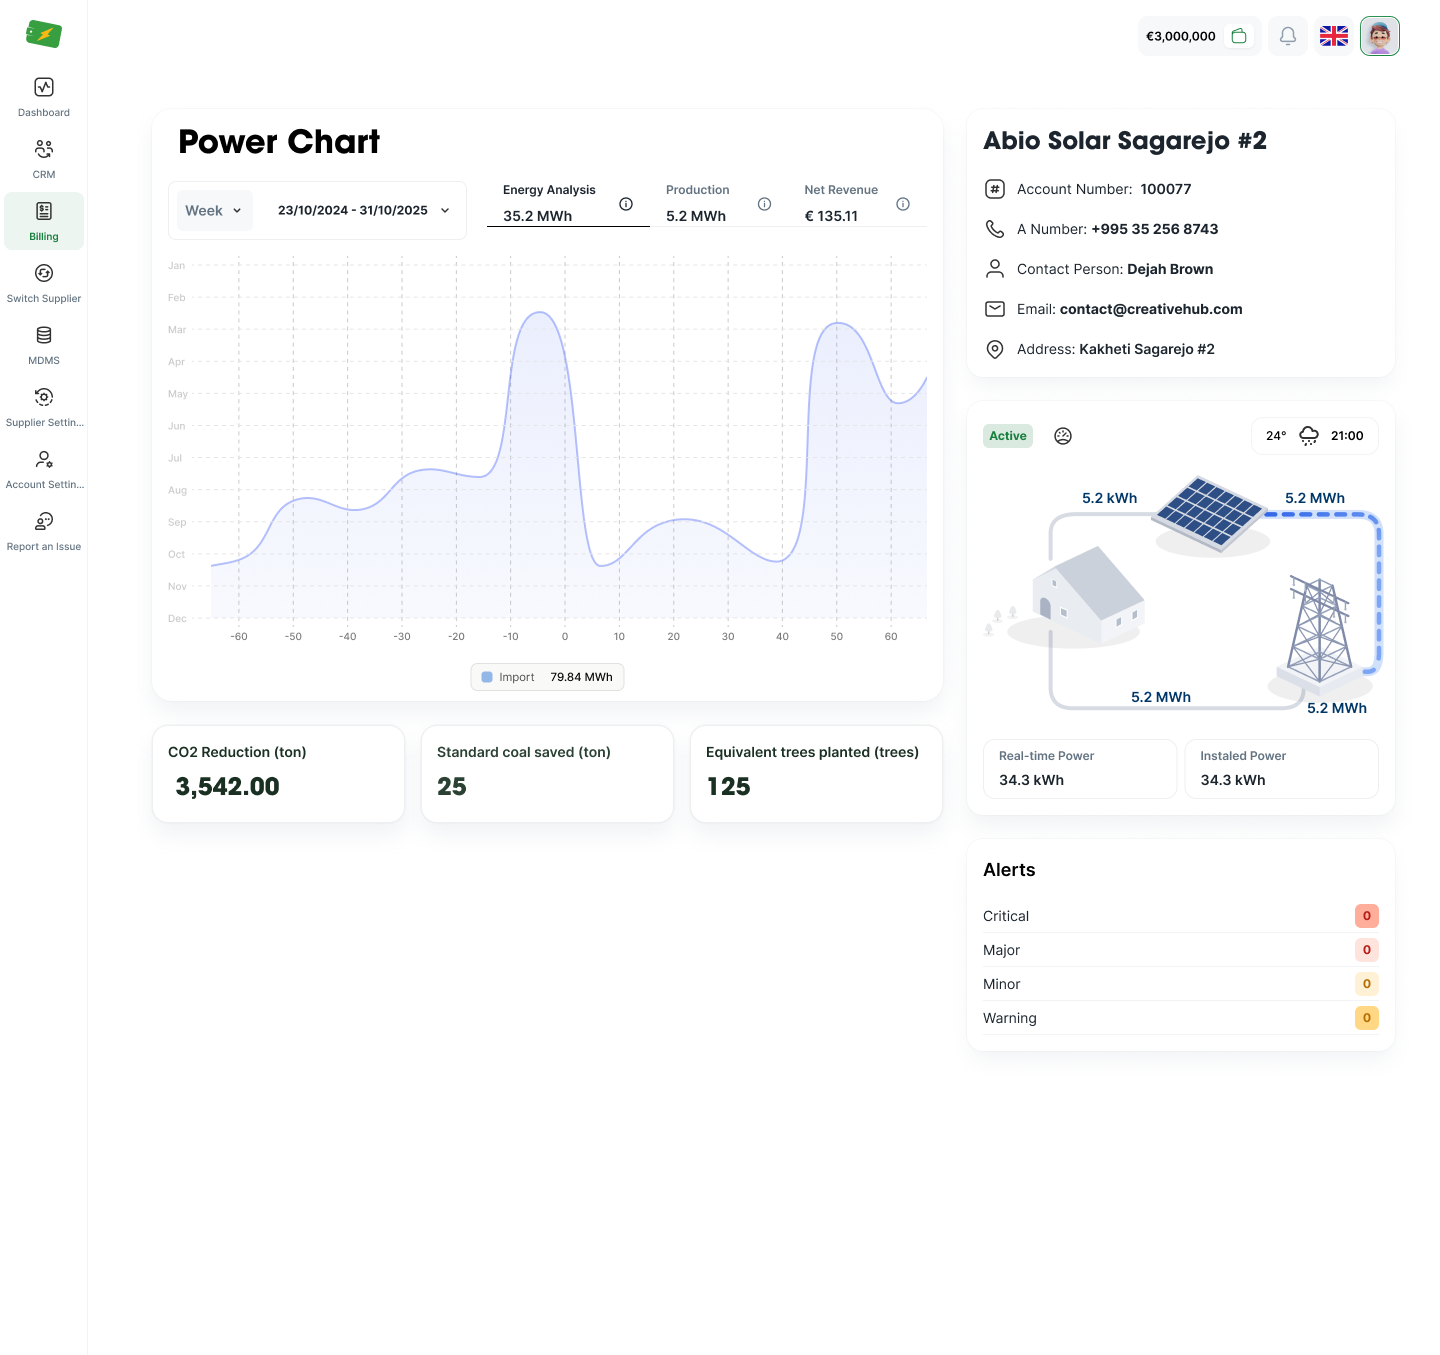 €3,000,000
Dashboard
CRM
Billing
Switch Supplier
MDMS
Supplier Settin...
Account Settin...
Report an Issue
Power Chart
Week
23/10/2024 - 31/10/2025
Energy Analysis
35.2 MWh
Production
5.2 MWh
Net Revenue
€ 135.11
Jan
Feb
Mar
Apr
May
Jun
Jul
Aug
Sep
Oct
Nov
Dec
-60 -50 -40 -30 -20 -10 0 10 20 30 40 50 60
Import 79.84 MWh
CO2 Reduction (ton)
3,542.00
Standard coal saved (ton)
25
Equivalent trees planted (trees)
125
Abio Solar Sagarejo #2
Account Number: 100077
A Number: +995 35 256 8743
Contact Person: Dejah Brown
Email: contact@creativehub.com
Address: Kakheti Sagarejo #2
Active
24° 21:00
5.2 kWh
5.2 MWh
5.2 MWh
5.2 MWh
Real-time Power
34.3 kWh
Instaled Power
34.3 kWh
Alerts
Critical 0
Major 0
Minor 0
Warning 0